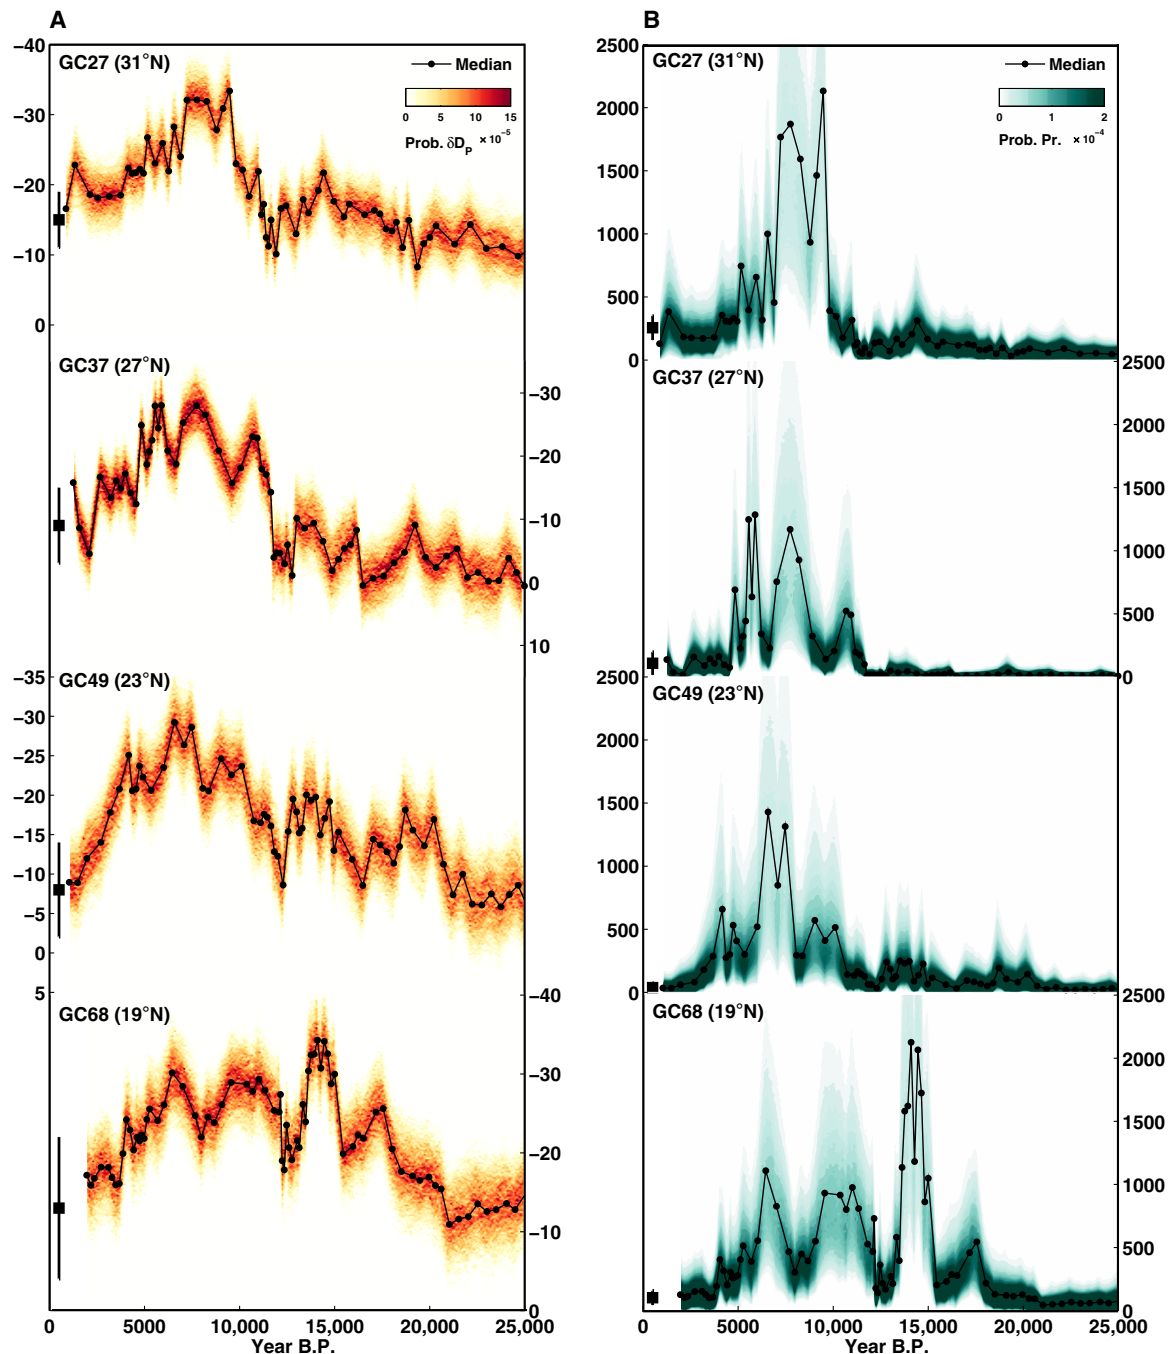 A
−40
−30
−20
−10
0
GC27 (31°N)
Median
0 5 10 15
Prob. δDP × 10−5
GC37 (27°N)
−30
−20
−10
0
10
−35
−30
−25
−20
−15
−10
−5
0
5
GC49 (23°N)
GC68 (19°N)
−40
−30
−20
−10
0
0 5000 10,000 15,000 20,000 25,000
Year B.P.
B
2500
2000
1500
1000
500
0
GC27 (31°N)
Median
0 1 2
Prob. Pr. × 10−4
GC37 (27°N)
2500
2000
1500
1000
500
0
2500
2000
1500
1000
500
0
GC49 (23°N)
GC68 (19°N)
2500
2000
1500
1000
500
0
0 5000 10,000 15,000 20,000 25,000
Year B.P.